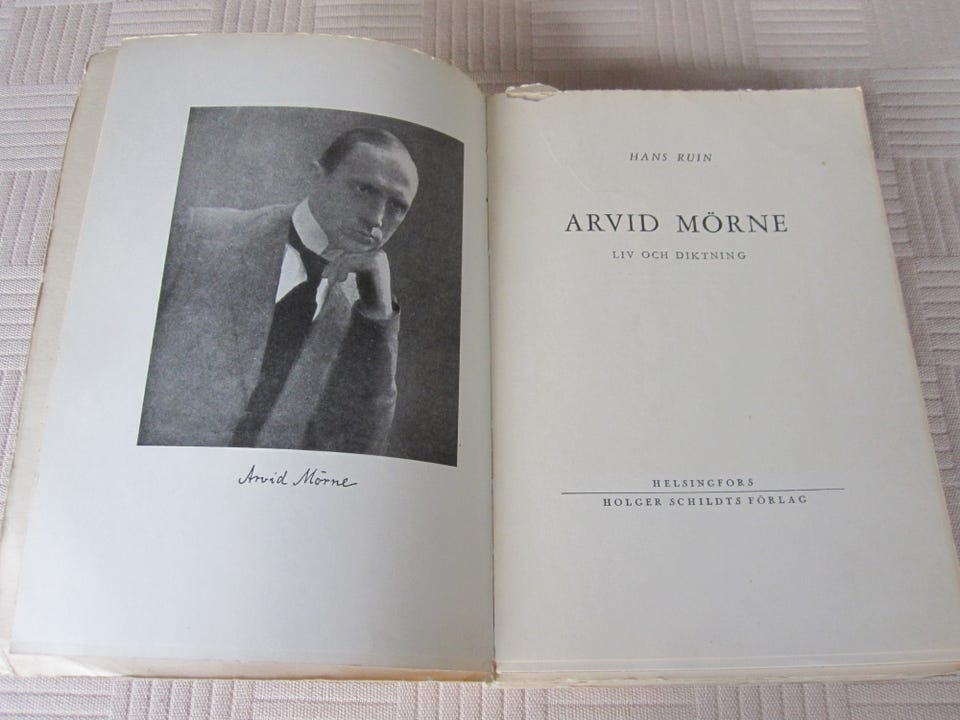 Arvid Mörne
HANS RUIN
ARVID MÖRNE
LIV OCH DIKTNING
HELSINGFORS
HOLGER SCHILDTS FÖRLAG